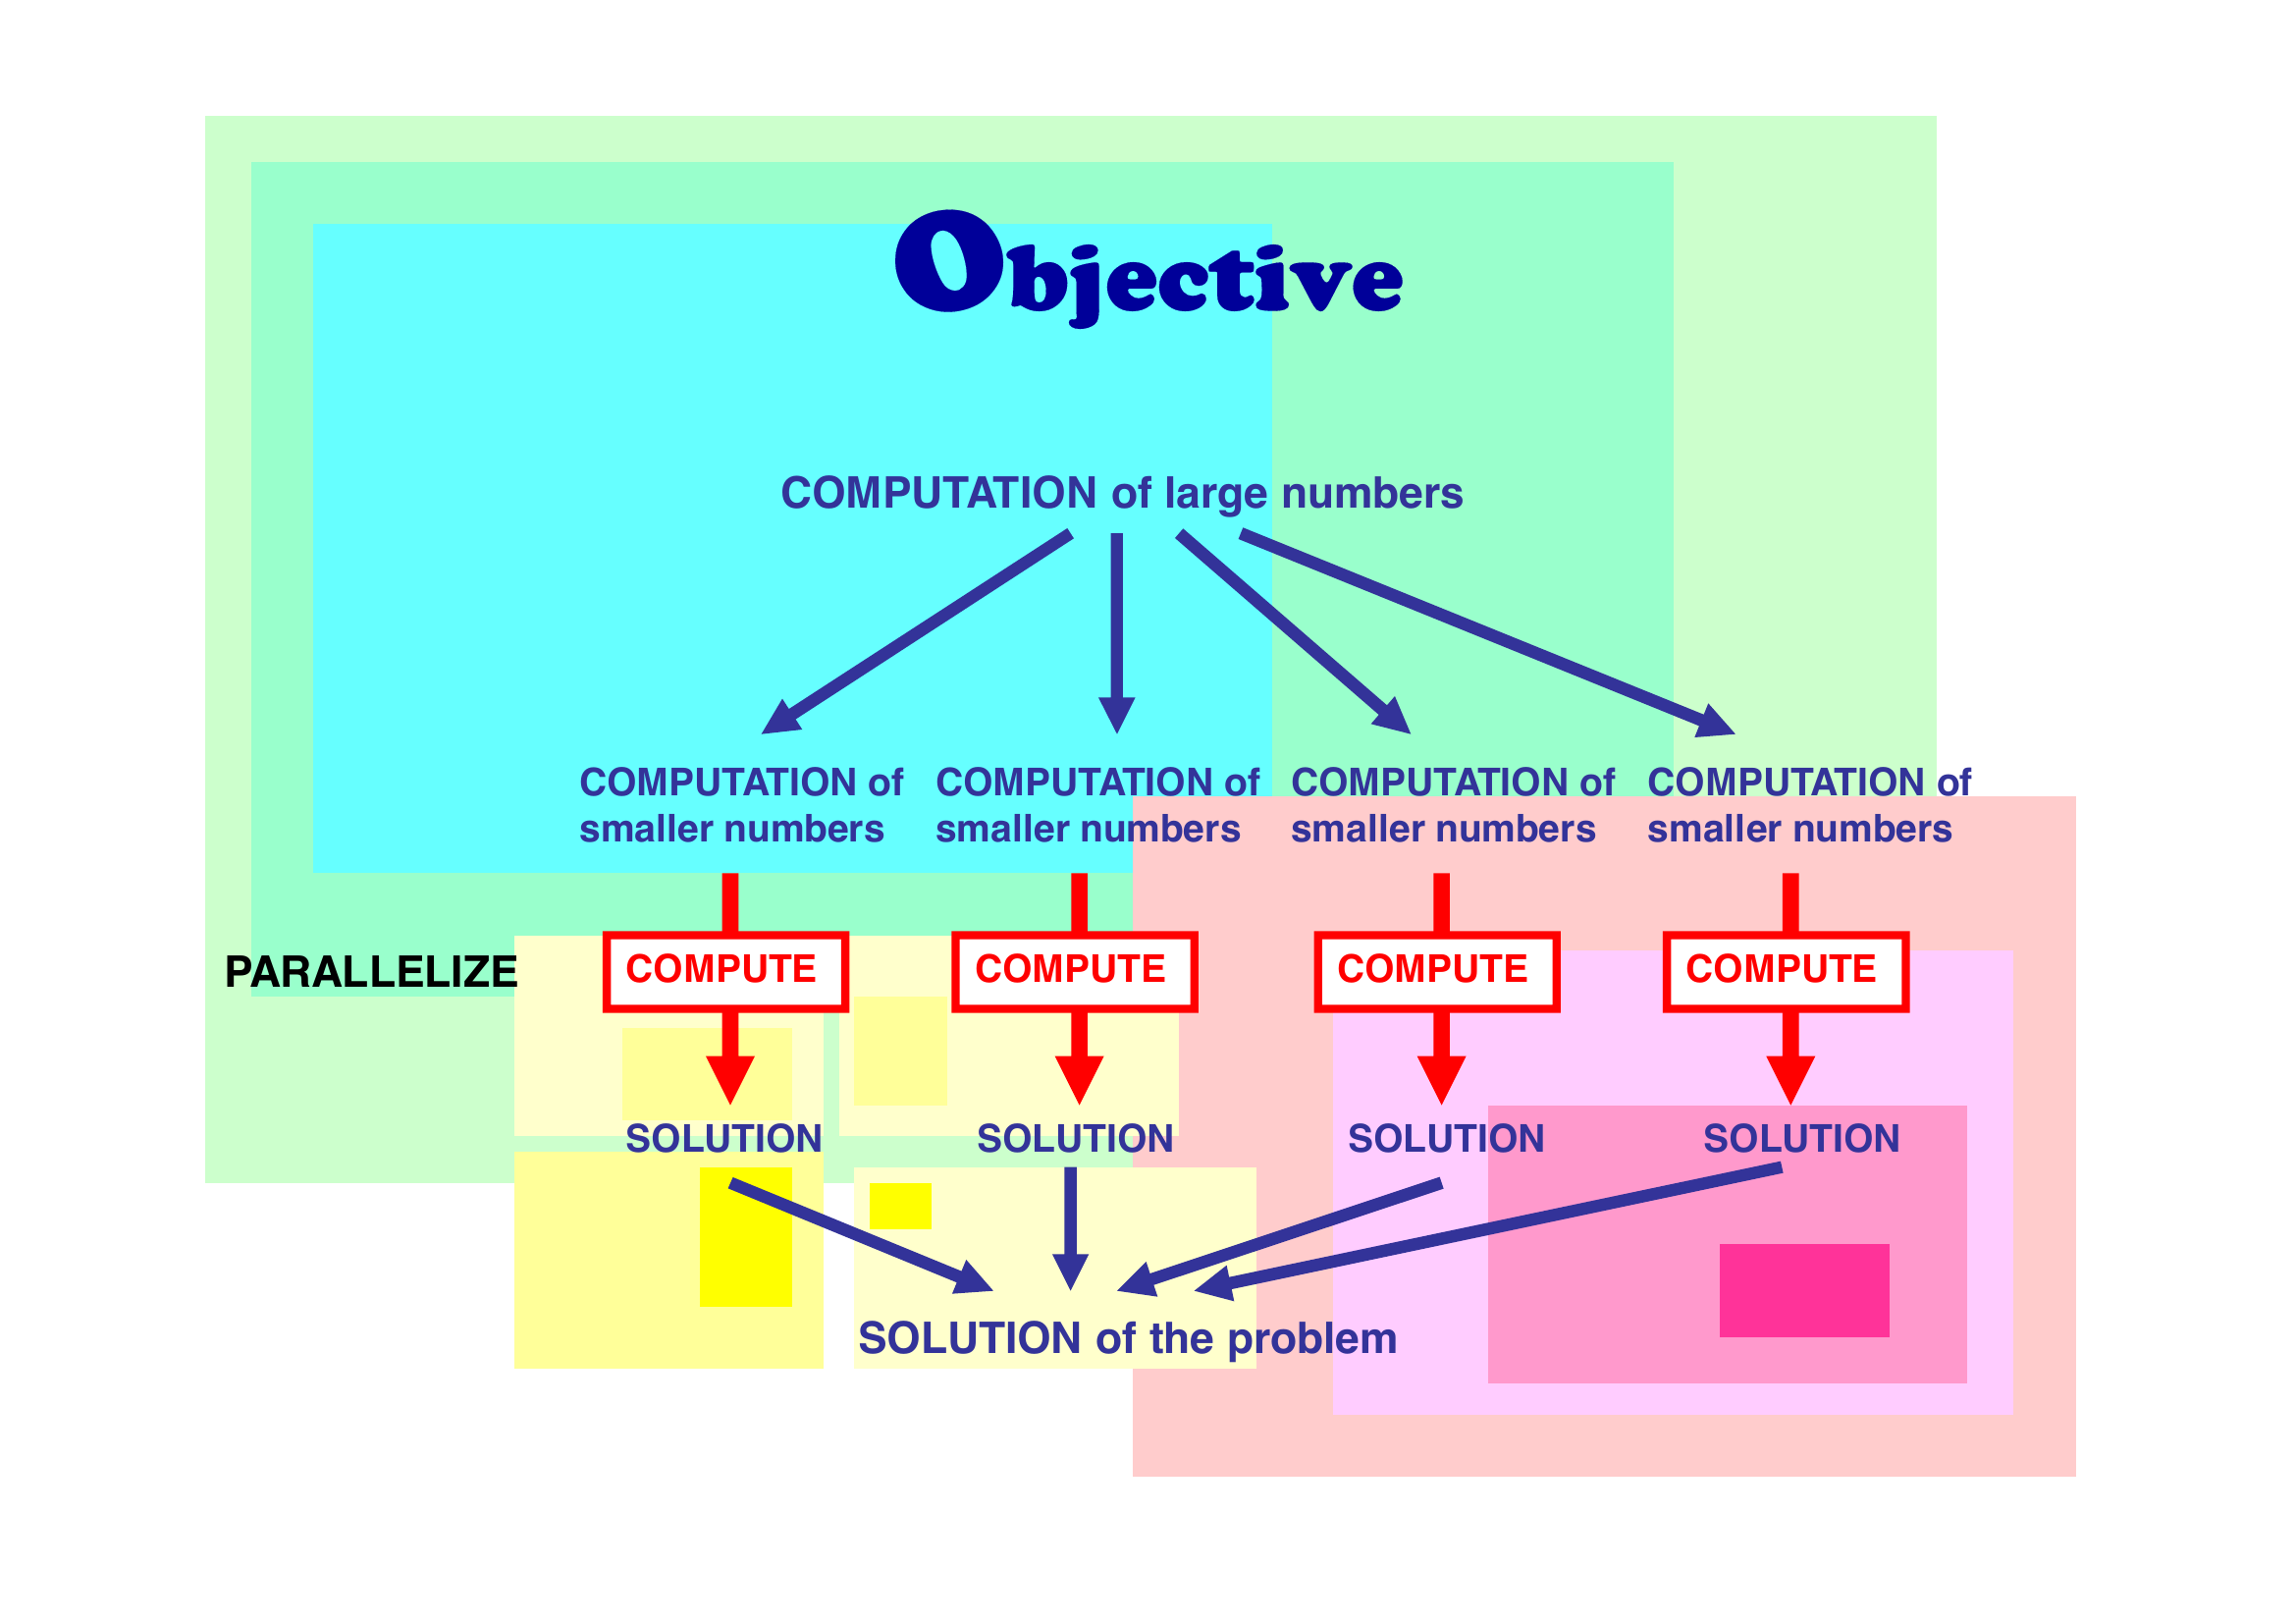 Objective
COMPUTATION of large numbers
COMPUTATION of
smaller numbers
COMPUTATION of
smaller numbers
COMPUTATION of
smaller numbers
COMPUTATION of
smaller numbers
PARALLELIZE
COMPUTE
COMPUTE
COMPUTE
COMPUTE
SOLUTION
SOLUTION
SOLUTION
SOLUTION
SOLUTION of the problem